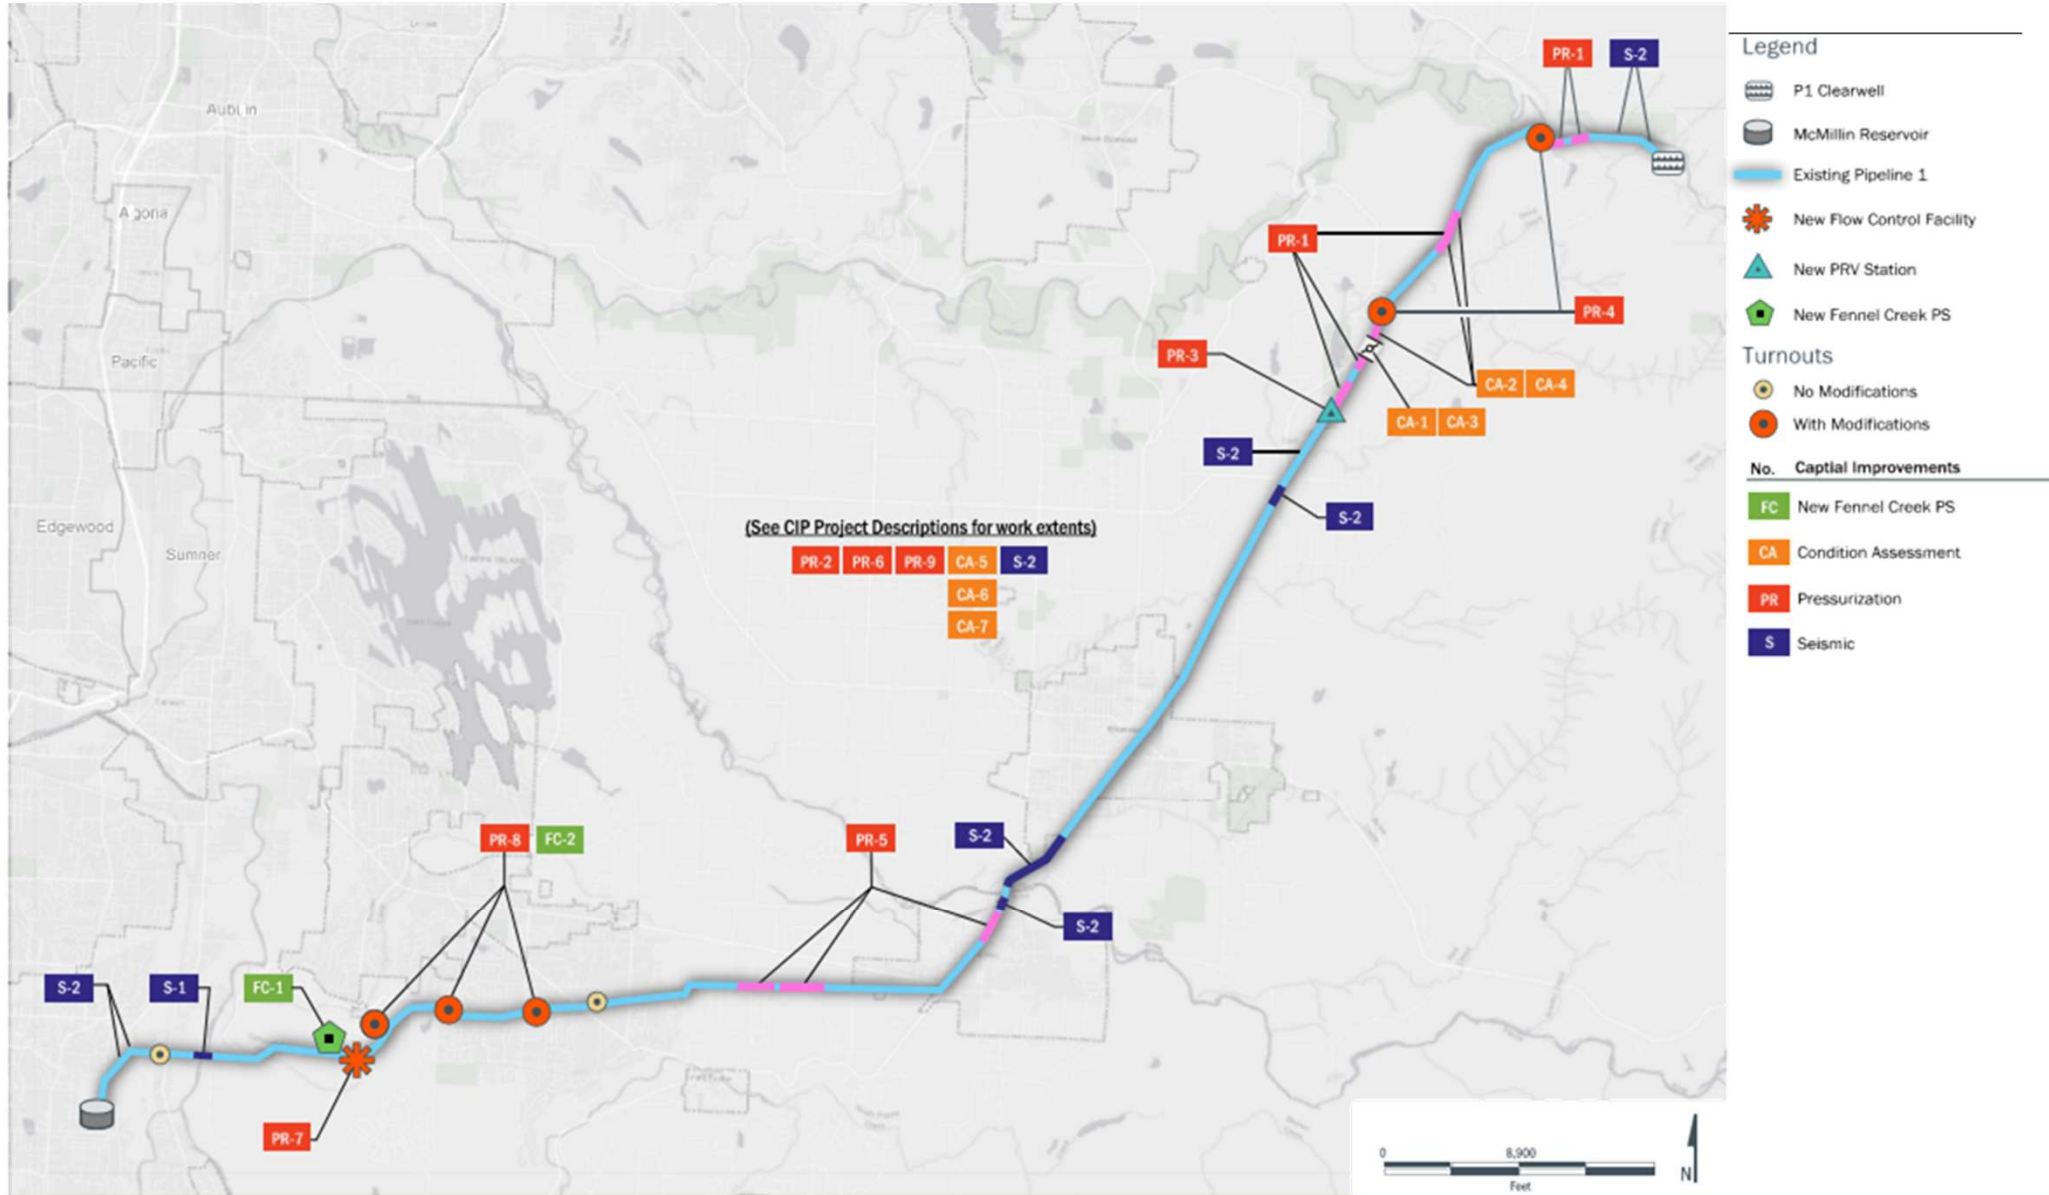 PR-1 S-2
Legend
P1 Clearwell
McMillin Reservoir
Existing Pipeline 1
New Flow Control Facility
New PRV Station
New Fennel Creek PS
Turnouts
No Modifications
With Modifications
No. Captial Improvements
FC New Fennel Creek PS
CA Condition Assessment
PR Pressurization
S Seismic
Pacific
Edgewood
Sumner
PR-1
PR-4
PR-3
CA-2 CA-4
CA-1 CA-3
S-2
S-2
(See CIP Project Descriptions for work extents)
PR-2 PR-6 PR-9 CA-5 S-2
CA-6
CA-7
PR-8 FC-2
PR-5
S-2
S-2
S-2
S-1
FC-1
PR-7
0 8,900
Feet
N